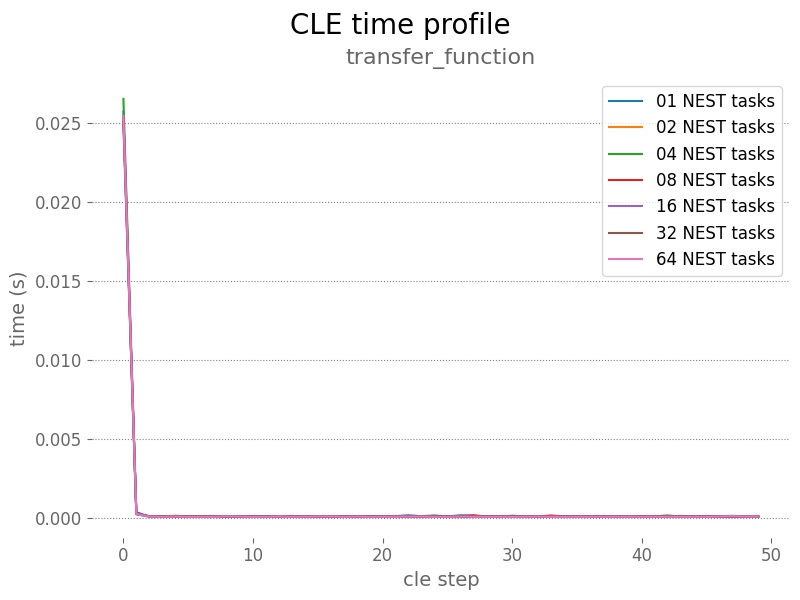 CLE time profile
transfer_function
01 NEST tasks
02 NEST tasks
04 NEST tasks
08 NEST tasks
16 NEST tasks
32 NEST tasks
64 NEST tasks
time (s)
0.025
0.020
0.015
0.010
0.005
0.000
0 10 20 30 40 50
cle step